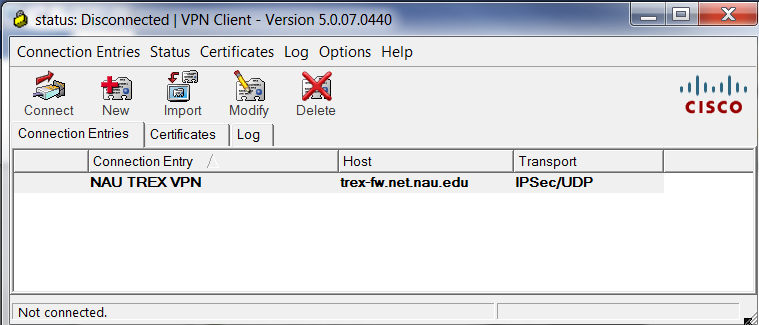 status: Disconnected | VPN Client - Version 5.0.07.0440
Connection Entries Status Certificates Log Options Help
Connect New Import Modify Delete
CISCO
Connection Entries Certificates Log
Connection Entry Host Transport
NAU TREX VPN trex-fw.net.nau.edu IPSec/UDP
Not connected.